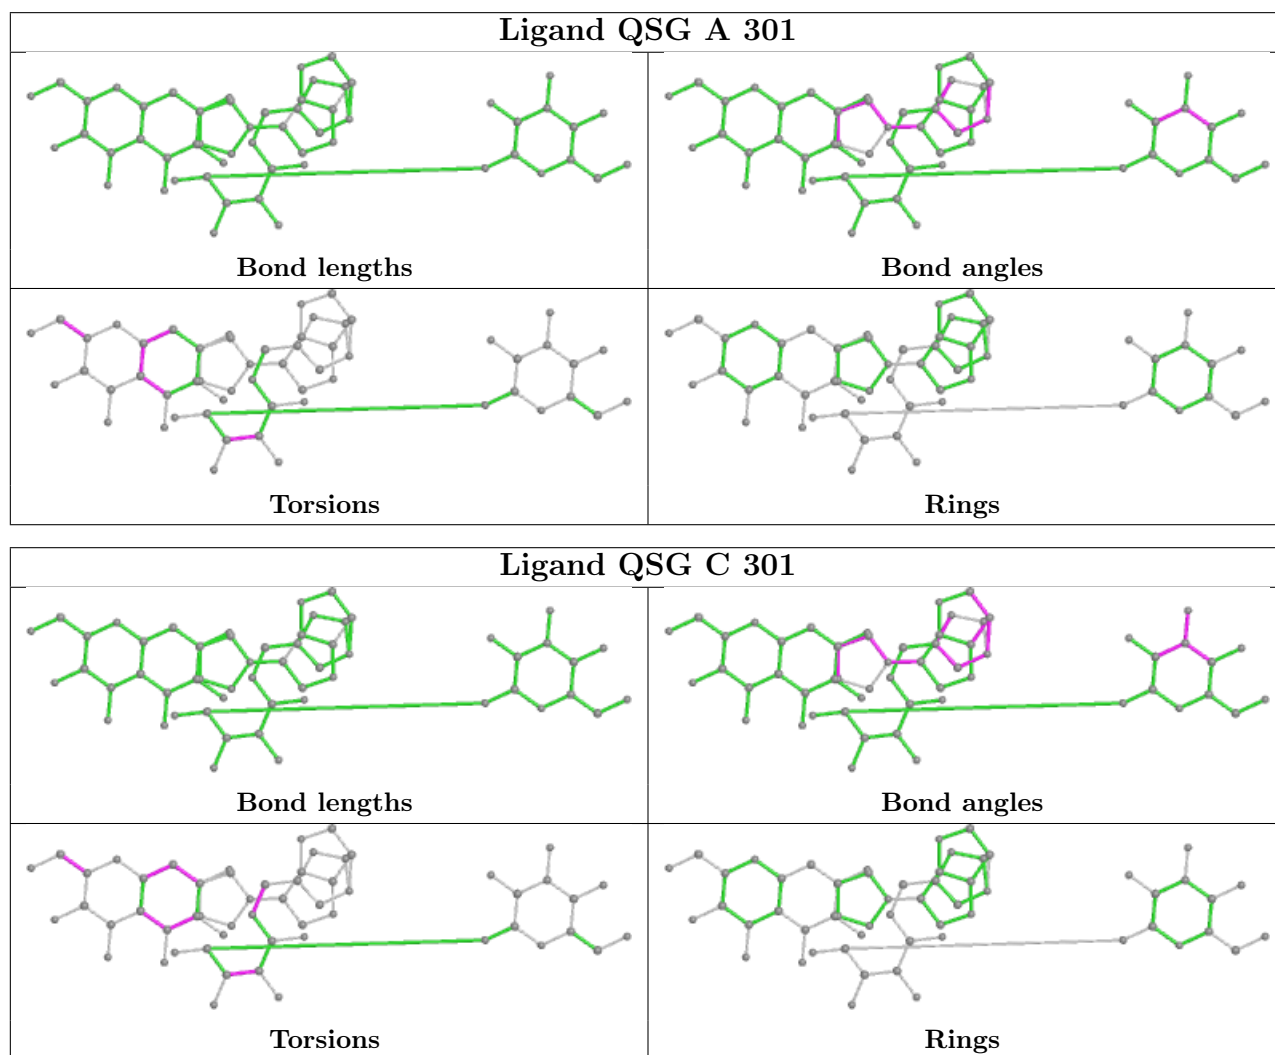 Ligand QSG A 301
Bond lengths
Bond angles
Torsions
Rings
Ligand QSG C 301
Bond lengths
Bond angles
Torsions
Rings